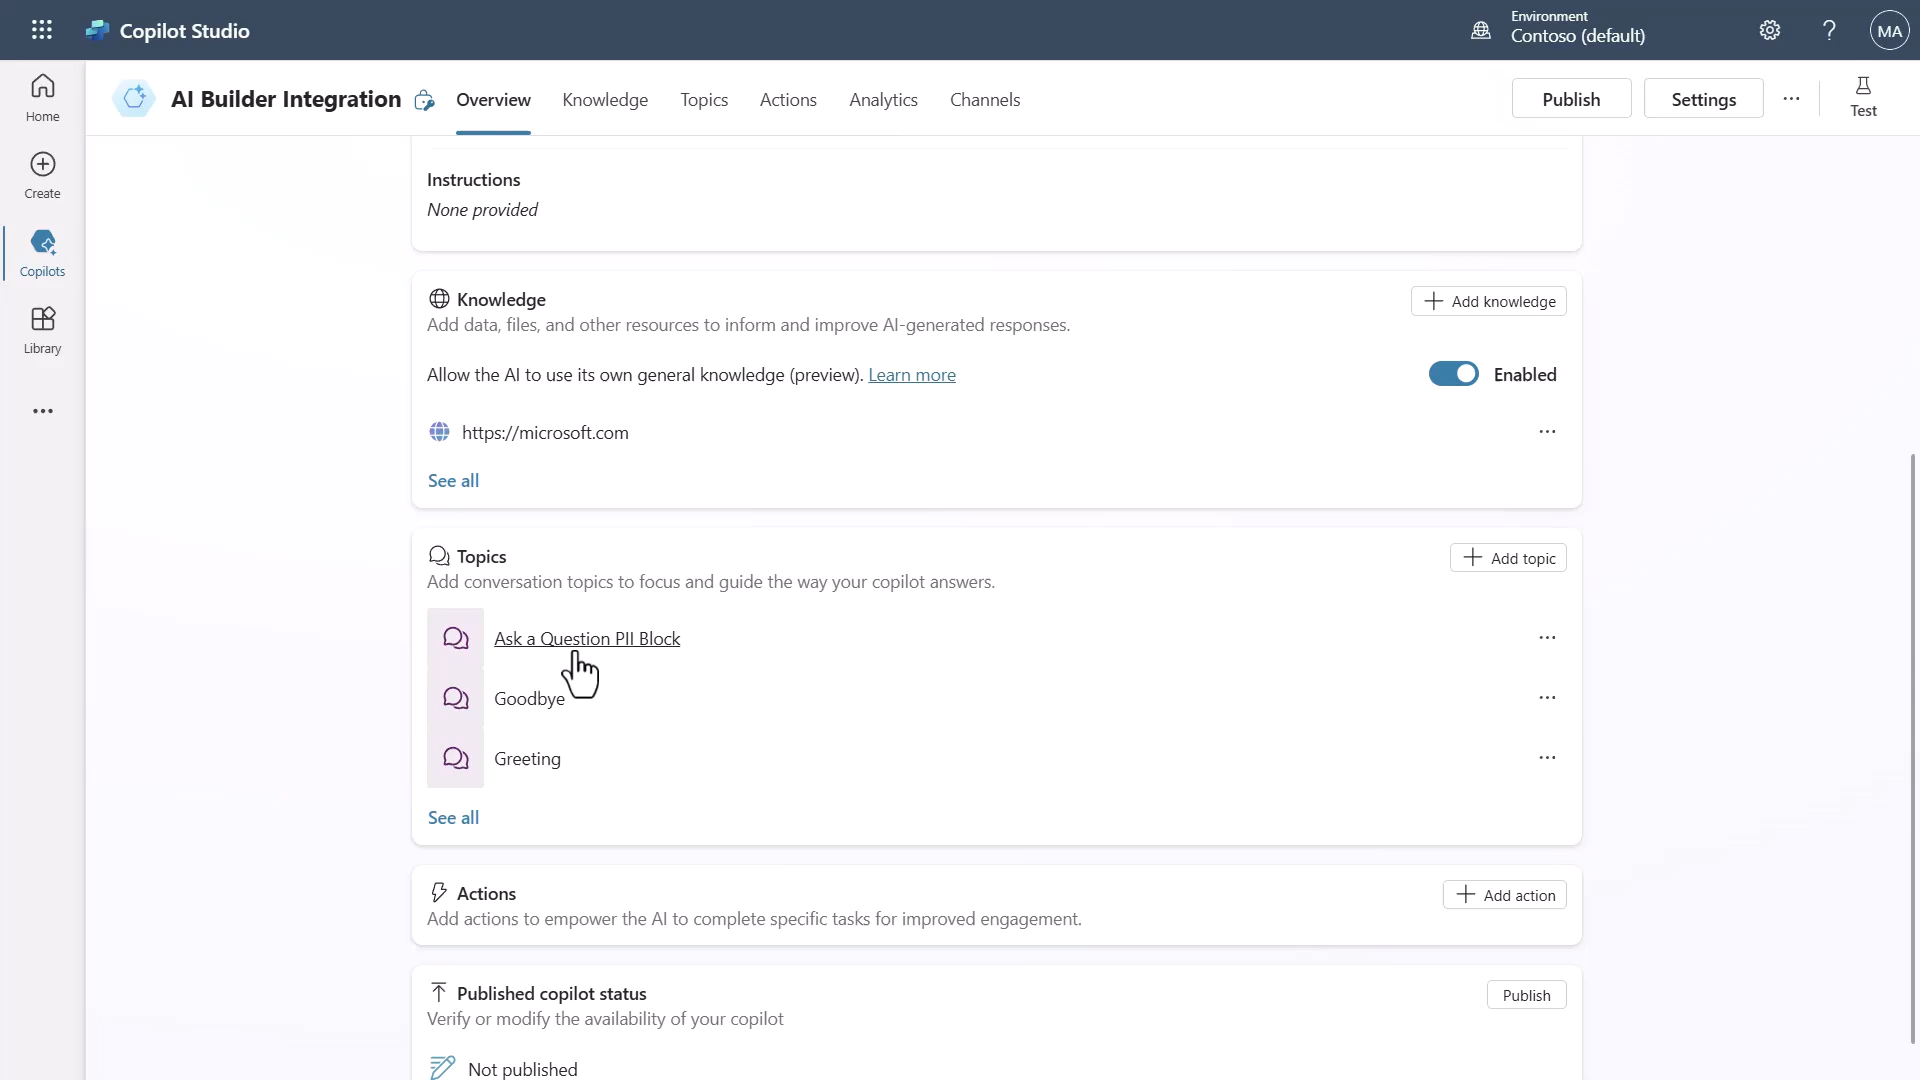 Copilot Studio
Environment
Contoso (default)
MA
AI Builder Integration
Overview
Knowledge
Topics
Actions
Analytics
Channels
Publish
Settings
Test
Home
Create
Copilots
Library
Instructions
None provided
Knowledge
Add knowledge
Add data, files, and other resources to inform and improve AI-generated responses.
Allow the AI to use its own general knowledge (preview). Learn more
Enabled
https://microsoft.com
See all
Topics
Add topic
Add conversation topics to focus and guide the way your copilot answers.
Ask a Question PII Block
Goodbye
Greeting
See all
Actions
Add action
Add actions to empower the AI to complete specific tasks for improved engagement.
Published copilot status
Publish
Verify or modify the availability of your copilot
Not published